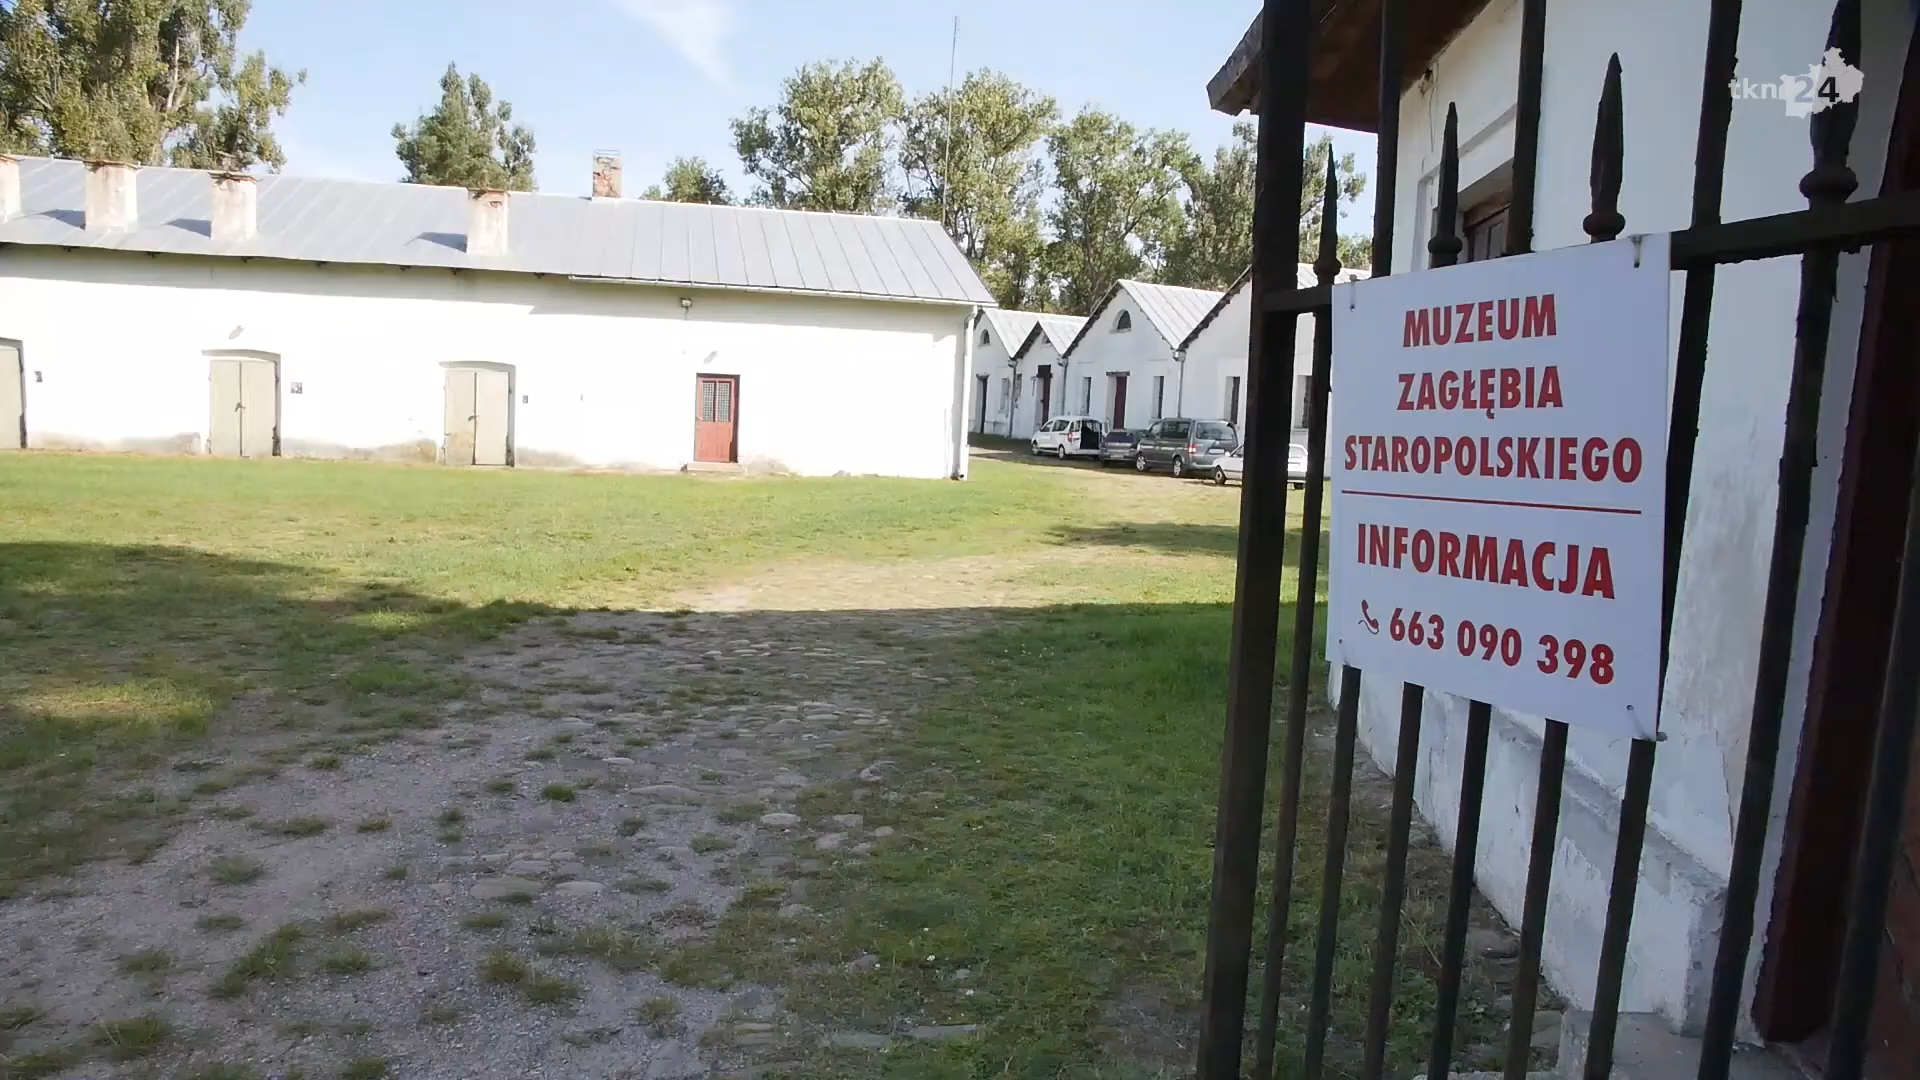 tkn24
MUZEUM
ZAGŁĘBIA
STAROPOLSKIEGO
INFORMACJA
663 090 398